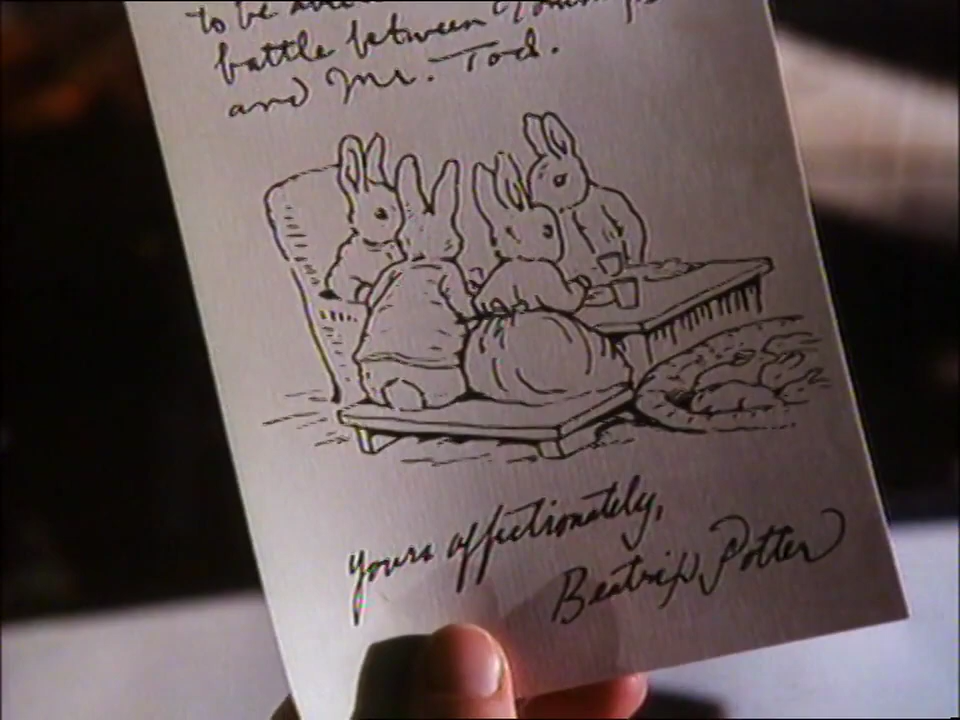 to be
battle between
and Mr. Tod.
Yours affectionately,
Beatrix Potter